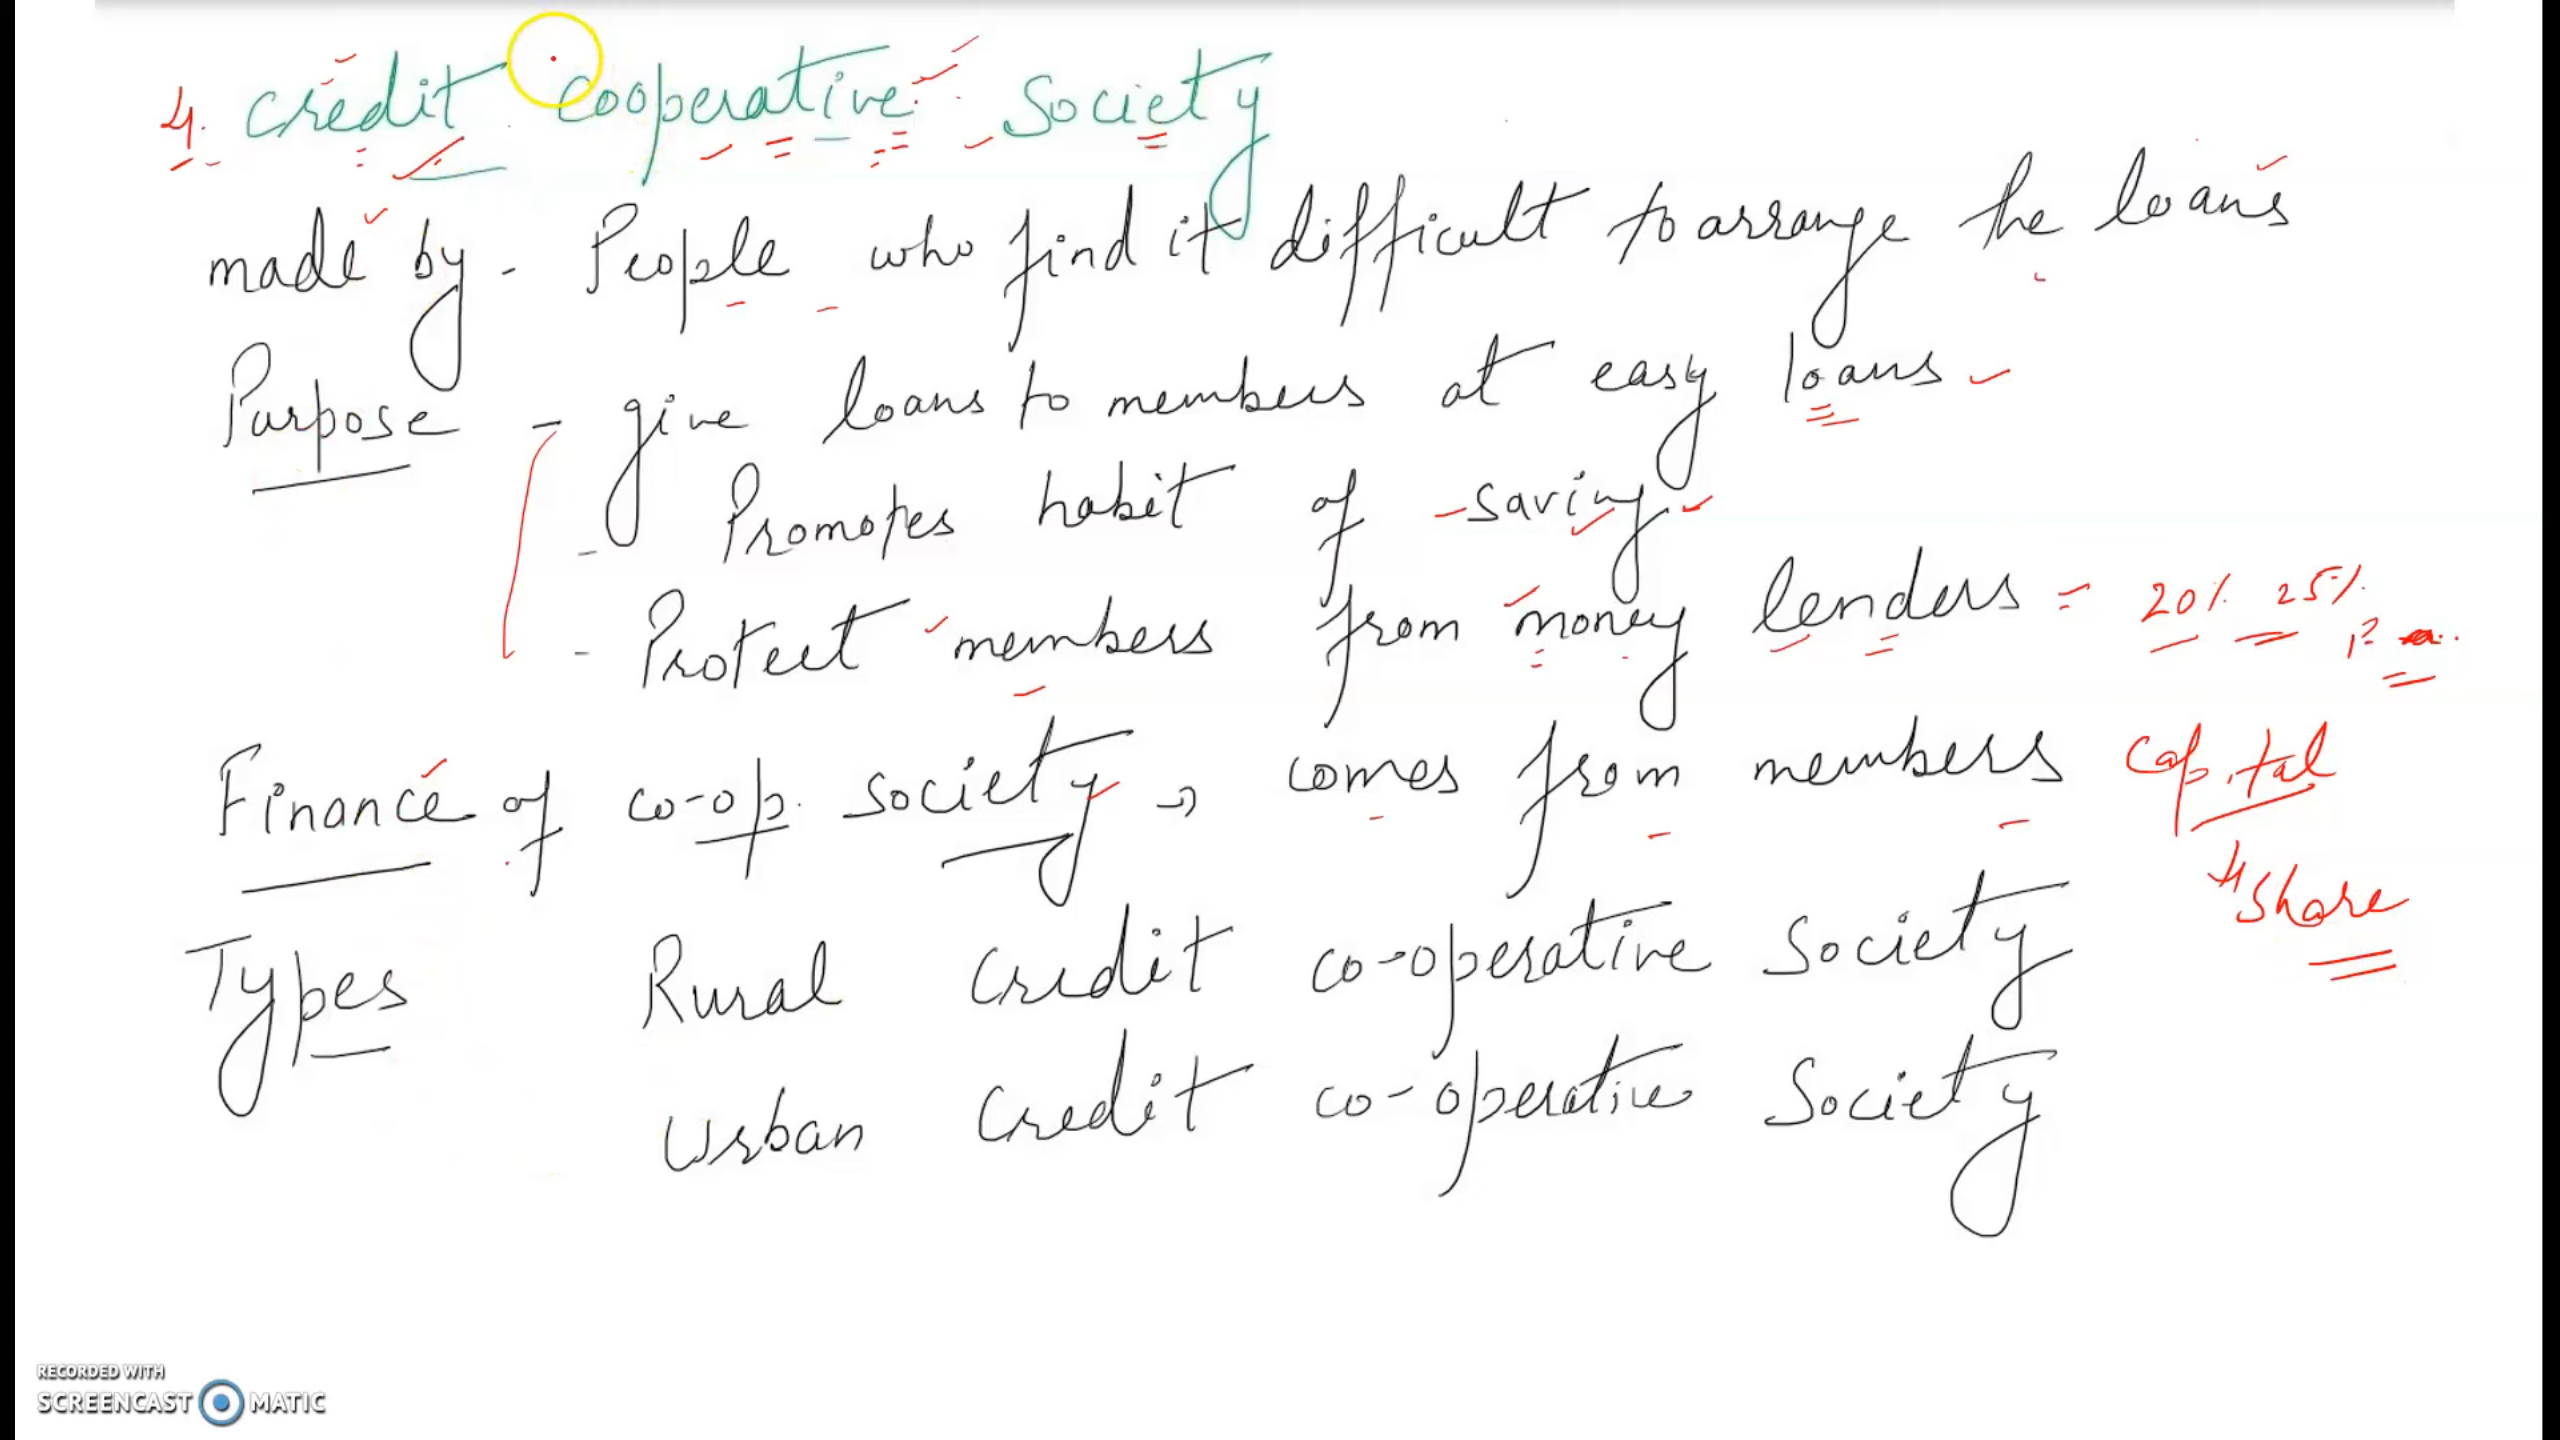 4. Credit Cooperative Society
made by - People who find it difficult to arrange the loans
Purpose - give loans to members at easy loans
- Promotes habit of saving
- Protect members from money lenders = 20% 25% P.a.
Finance of co-op. society → comes from members capital
share
Types Rural Credit co-operative Society
Urban Credit co-operative Society
RECORDED WITH
SCREENCAST MATIC